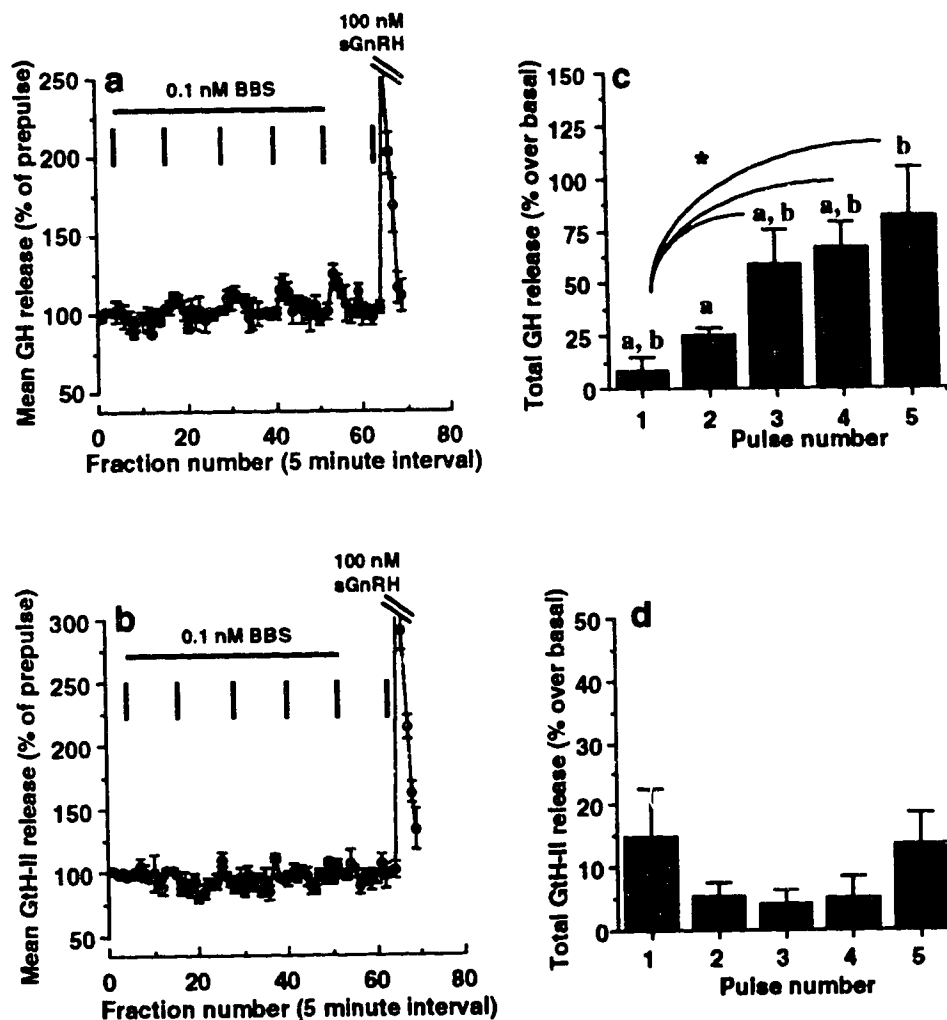 100 nM
sGnRH
a
0.1 nM BBS
250
200
150
100
50
0
20
40
60
80
Mean GH release (% of prepulse)
Fraction number (5 minute interval)
c
150
125
100
75
50
25
0
*
a, b
a
a, b
a, b
b
1
2
3
4
5
Total GH release (% over basal)
Pulse number
100 nM
sGnRH
b
0.1 nM BBS
300
250
200
150
100
50
0
20
40
60
80
Mean GtH-II release (% of prepulse)
Fraction number (5 minute interval)
d
50
40
30
20
10
0
1
2
3
4
5
Total GtH-II release (% over basal)
Pulse number